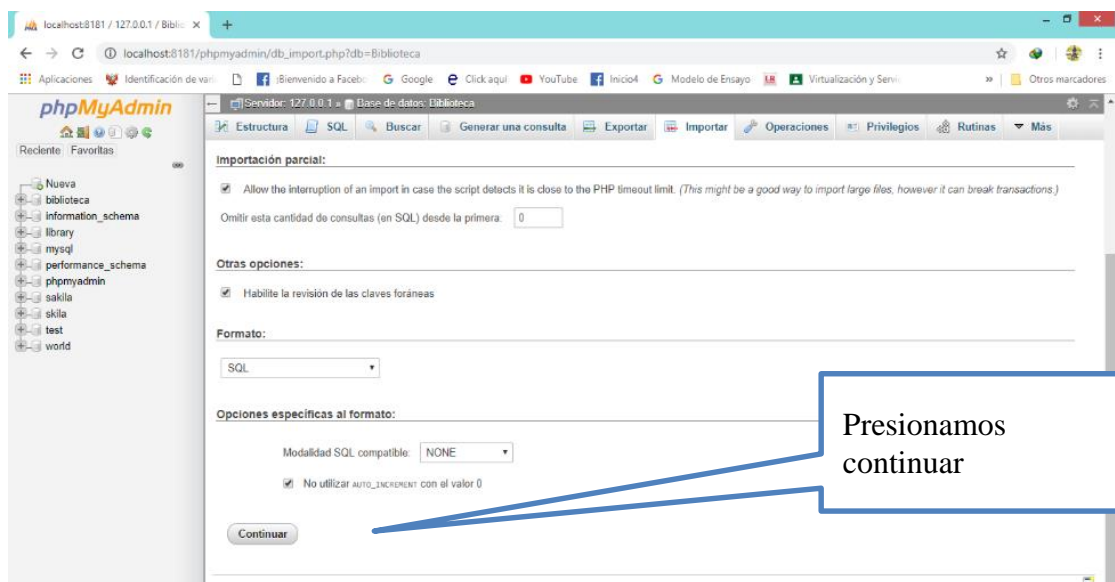 localhost:8181 / 127.0.0.1 / Biblio
localhost:8181/phpmyadmin/db_import.php?db=Biblioteca
Aplicaciones Identificación de vari ¡Bienvenido a Facebo Google Click aquí YouTube Inicio4 Modelo de Ensayo LR Virtualización y Servi » Otros marcadores
phpMyAdmin
Reciente Favoritas
Nueva
biblioteca
information_schema
library
mysql
performance_schema
phpmyadmin
sakila
skila
test
world
Servidor: 127.0.0.1 » Base de datos: Biblioteca
Estructura SQL Buscar Generar una consulta Exportar Importar Operaciones Privilegios Rutinas Más
Importación parcial:
Allow the interruption of an import in case the script detects it is close to the PHP timeout limit. (This might be a good way to import large files, however it can break transactions.)
Omitir esta cantidad de consultas (en SQL) desde la primera: 0
Otras opciones:
Habilite la revisión de las claves foráneas
Formato:
SQL
Opciones específicas al formato:
Modalidad SQL compatible: NONE
No utilizar AUTO_INCREMENT con el valor 0
Continuar
Presionamos
continuar